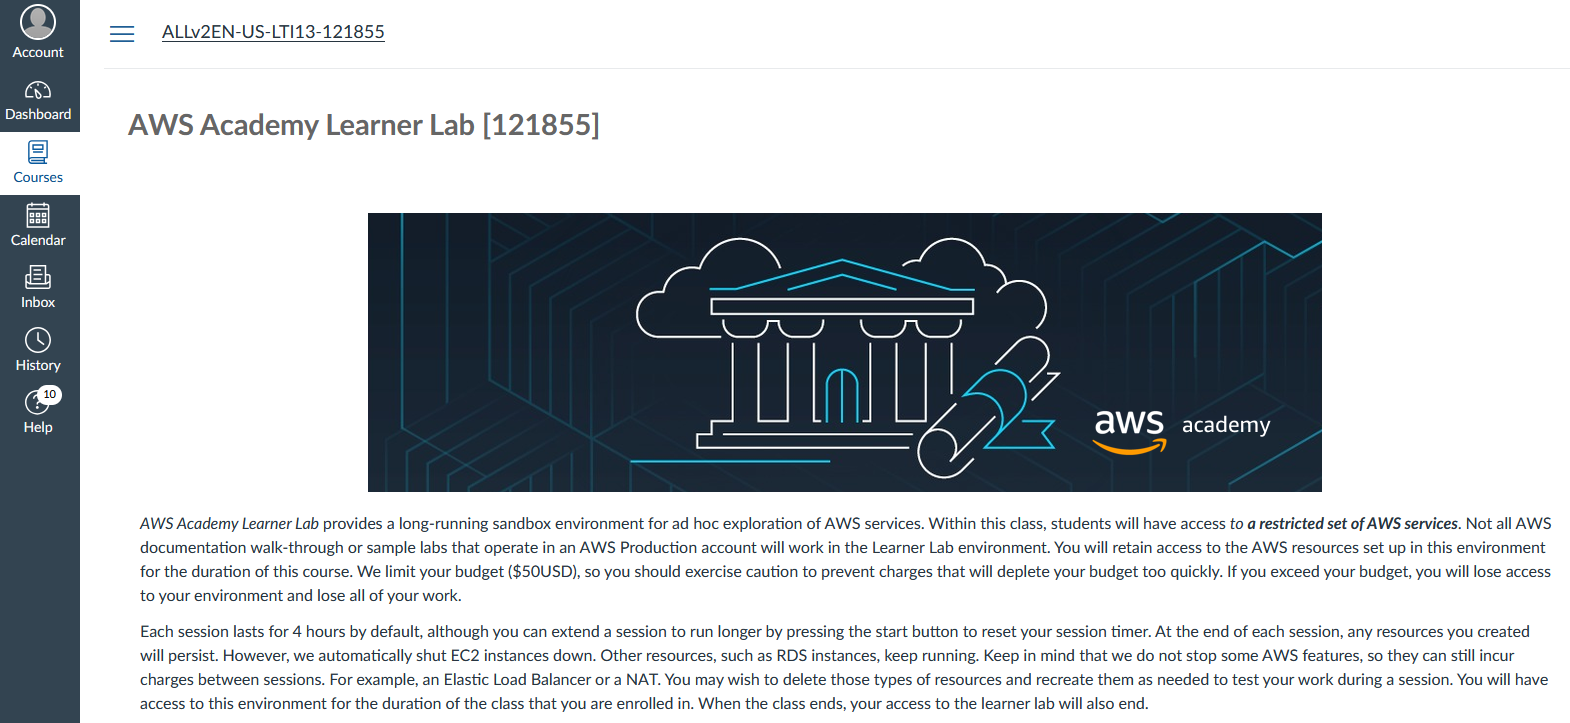 Account
Dashboard
Courses
Calendar
Inbox
History
10
Help
ALLv2EN-US-LTI13-121855
AWS Academy Learner Lab [121855]
aws academy
AWS Academy Learner Lab provides a long-running sandbox environment for ad hoc exploration of AWS services. Within this class, students will have access to a restricted set of AWS services. Not all AWS
documentation walk-through or sample labs that operate in an AWS Production account will work in the Learner Lab environment. You will retain access to the AWS resources set up in this environment
for the duration of this course. We limit your budget ($50USD), so you should exercise caution to prevent charges that will deplete your budget too quickly. If you exceed your budget, you will lose access
to your environment and lose all of your work.
Each session lasts for 4 hours by default, although you can extend a session to run longer by pressing the start button to reset your session timer. At the end of each session, any resources you created
will persist. However, we automatically shut EC2 instances down. Other resources, such as RDS instances, keep running. Keep in mind that we do not stop some AWS features, so they can still incur
charges between sessions. For example, an Elastic Load Balancer or a NAT. You may wish to delete those types of resources and recreate them as needed to test your work during a session. You will have
access to this environment for the duration of the class that you are enrolled in. When the class ends, your access to the learner lab will also end.